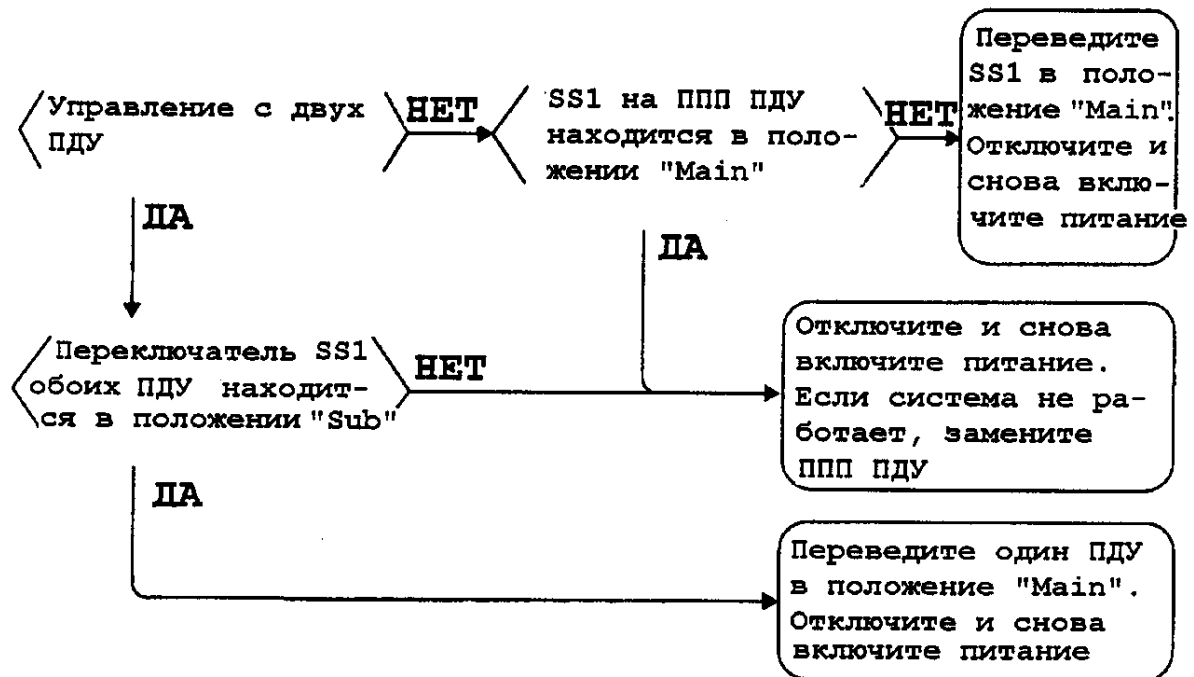 Управление с двух
ПДУ
НЕТ
SS1 на ППП ПДУ
находится в поло-
жении "Main"
НЕТ
Переведите
SS1 в поло-
жение "Main".
Отключите и
снова вклю-
чите питание
ДА
ДА
Переключатель SS1
обоих ПДУ находит-
ся в положении "Sub"
НЕТ
Отключите и снова
включите питание.
Если система не ра-
ботает, замените
ППП ПДУ
ДА
Переведите один ПДУ
в положение "Main".
Отключите и снова
включите питание